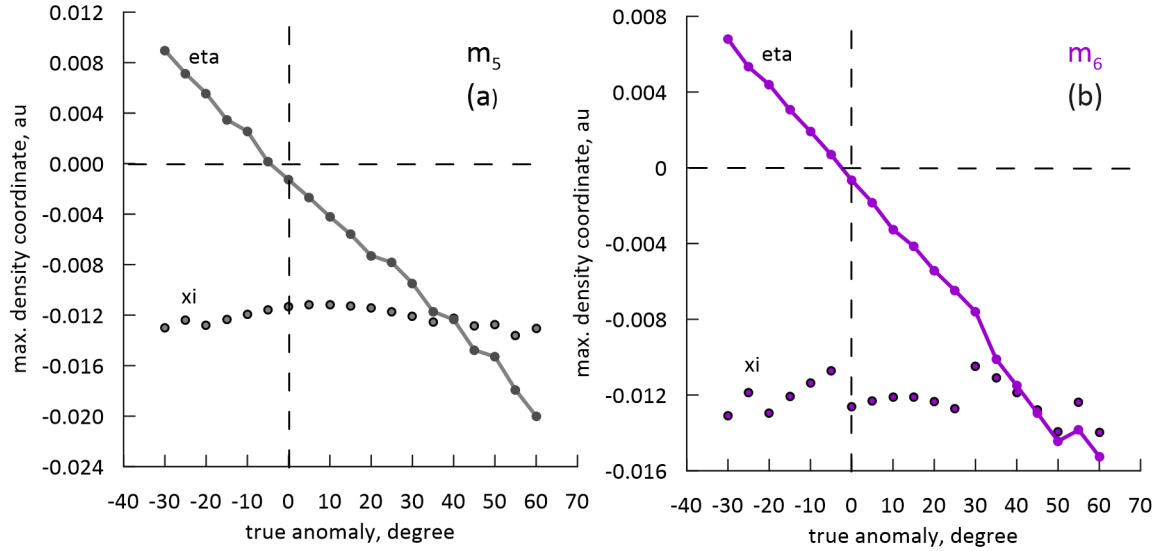 0.012
0.008
0.004
0.000
-0.004
-0.008
-0.012
-0.016
-0.020
-0.024
max. density coordinate, au
eta
xi
m5
(a)
-40 -30 -20 -10 0 10 20 30 40 50 60 70
true anomaly, degree
0.008
0.004
0
-0.004
-0.008
-0.012
-0.016
max. density coordinate, au
eta
xi
m6
(b)
-40 -30 -20 -10 0 10 20 30 40 50 60 70
true anomaly, degree